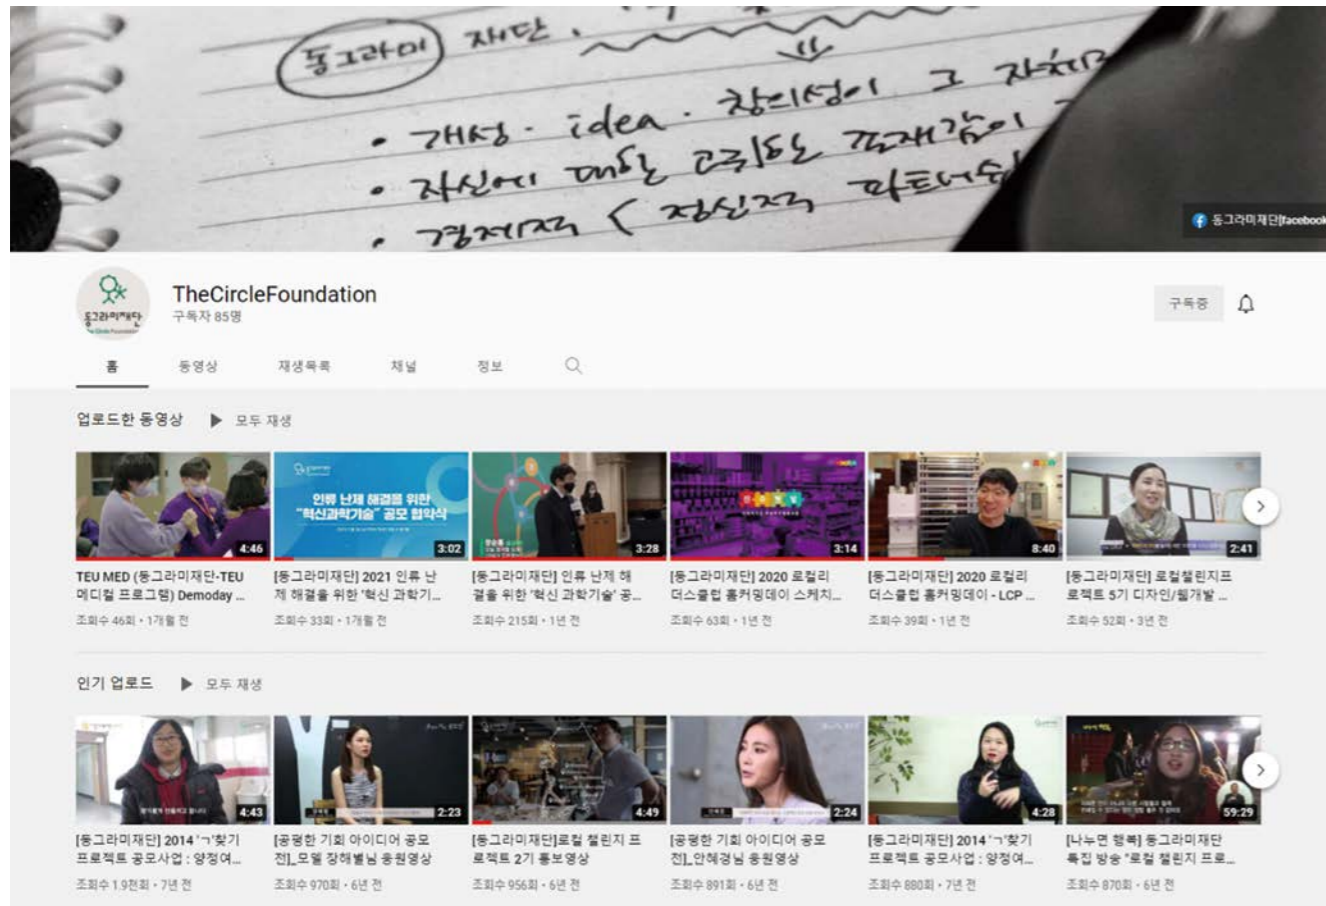 동그라미 재단.
• 개성 · idea · 창의성이 그 자체로
• 자신에 대한 고귀한 존재감이
• 경제적 < 정신적 파트너쉽
동그라미재단[facebook
동그라미재단
The Circle Foundation
TheCircleFoundation
구독자 85명
구독중
홈 동영상 재생목록 채널 정보
업로드한 동영상 ▶ 모두 재생
인류 난제 해결을 위한
"혁신과학기술" 공모 협약식
4:46 3:02 3:28 3:14 8:40 2:41
TEU MED (동그라미재단-TEU
메디컬 프로그램) Demoday ...
조회수 46회 • 1개월 전
[동그라미재단] 2021 인류 난
제 해결을 위한 '혁신 과학기...
조회수 33회 • 1개월 전
[동그라미재단] 인류 난제 해
결을 위한 '혁신 과학기술' 공...
조회수 215회 • 1년 전
[동그라미재단] 2020 로컬리
더스클럽 홈커밍데이 스케치...
조회수 63회 • 1년 전
[동그라미재단] 2020 로컬리
더스클럽 홈커밍데이 - LCP ...
조회수 39회 • 1년 전
[동그라미재단] 로컬챌린지프
로젝트 5기 디자인/웹개발 ...
조회수 52회 • 3년 전
인기 업로드 ▶ 모두 재생
4:43 2:23 4:49 2:24 4:28 59:29
[동그라미재단] 2014 'ㄱ'찾기
프로젝트 공모사업 : 양정여...
조회수 1.9천회 • 7년 전
[공평한 기회 아이디어 공모
전]_모델 장해별님 응원영상
조회수 970회 • 6년 전
[동그라미재단]로컬 챌린지 프
로젝트 2기 홍보영상
조회수 956회 • 6년 전
[공평한 기회 아이디어 공모
전]_안혜경님 응원영상
조회수 891회 • 6년 전
[동그라미재단] 2014 'ㄱ'찾기
프로젝트 공모사업 : 양정여...
조회수 880회 • 7년 전
[나누면 행복] 동그라미재단
특집 방송 "로컬 챌린지 프로...
조회수 870회 • 6년 전